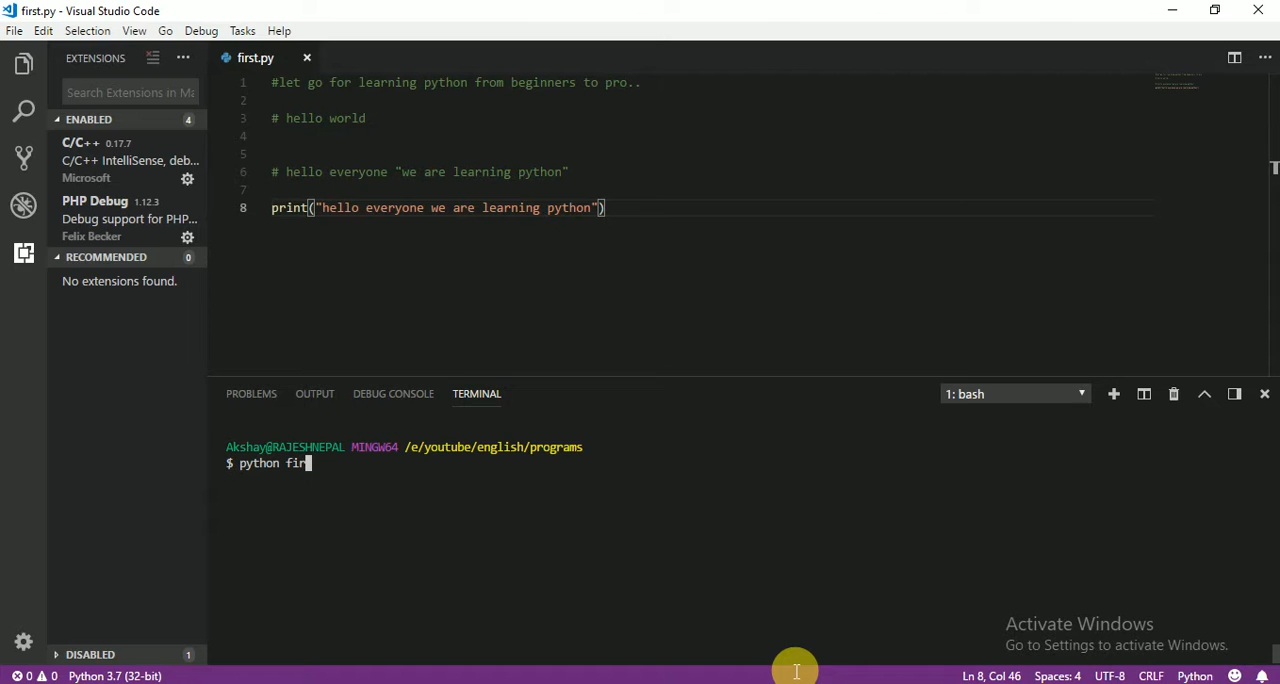 first.py - Visual Studio Code
File Edit Selection View Go Debug Tasks Help
EXTENSIONS
Search Extensions in Ma
ENABLED 4
C/C++ 0.17.7
C/C++ IntelliSense, deb...
Microsoft
PHP Debug 1.12.3
Debug support for PHP...
Felix Becker
RECOMMENDED 0
No extensions found.
DISABLED 1
first.py
1 #let go for learning python from beginners to pro..
2
3 # hello world
4
5
6 # hello everyone "we are learning python"
7
8 print("hello everyone we are learning python")
PROBLEMS OUTPUT DEBUG CONSOLE TERMINAL 1: bash
Akshay@RAJESHNEPAL MINGW64 /e/youtube/english/programs
$ python fir
Activate Windows
Go to Settings to activate Windows.
0 0 Python 3.7 (32-bit) Ln 8, Col 46 Spaces: 4 UTF-8 CRLF Python